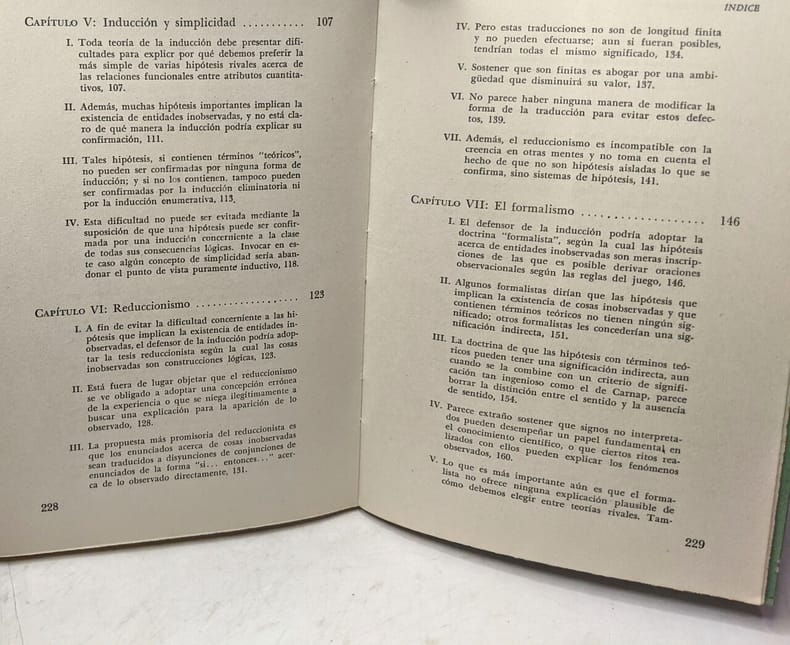 CAPÍTULO V: Inducción y simplicidad ........... 107
I. Toda teoría de la inducción debe presentar difi-
cultades para explicar por qué debemos preferir la
más simple de varias hipótesis rivales acerca de
las relaciones funcionales entre atributos cuantita-
tivos, 107.
II. Además, muchas hipótesis importantes implican la
existencia de entidades inobservadas, y no está cla-
ro de qué manera la inducción podría explicar su
confirmación, 111.
III. Tales hipótesis, si contienen términos "teóricos",
no pueden ser confirmadas por ninguna forma de
inducción; y si no los contienen, tampoco pueden
ser confirmadas por la inducción eliminatoria ni
por la inducción enumerativa, 113.
IV. Esta dificultad no puede ser evitada mediante la
suposición de que una hipótesis puede ser confir-
mada por una inducción concerniente a la clase
de todas sus consecuencias lógicas. Invocar en es-
te caso algún concepto de simplicidad sería aban-
donar el punto de vista puramente inductivo, 118.
CAPÍTULO VI: Reduccionismo .................. 123
I. A fin de evitar la dificultad concerniente a las hi-
pótesis que implican la existencia de entidades in-
observadas, el defensor de la inducción podría adop-
tar la tesis reduccionista según la cual las cosas
inobservadas son construcciones lógicas, 123.
II. Está fuera de lugar objetar que el reduccionismo
se ve obligado a adoptar una concepción errónea
de la experiencia o que se niega ilegítimamente a
buscar una explicación para la aparición de lo
observado, 128.
III. La propuesta más promisoria del reduccionista es
que los enunciados acerca de cosas inobservadas
sean traducidos a disyunciones de conjunciones de
enunciados de la forma "si... entonces..." acer-
ca de lo observado directamente, 131.
228
INDICE
IV. Pero estas traducciones no son de longitud finita
y no pueden efectuarse; aun si fueran posibles,
tendrían todas el mismo significado, 134.
V. Sostener que son finitas es abogar por una ambi-
güedad que disminuirá su valor, 137.
VI. No parece haber ninguna manera de modificar la
forma de la traducción para evitar estos defec-
tos, 139.
VII. Además, el reduccionismo es incompatible con la
creencia en otras mentes y no toma en cuenta el
hecho de que no son hipótesis aisladas lo que se
confirma, sino sistemas de hipótesis, 141.
CAPÍTULO VII: El formalismo .................... 146
I. El defensor de la inducción podría adoptar la
doctrina "formalista", según la cual las hipótesis
acerca de entidades inobservadas son meras inscrip-
ciones de las que es posible derivar oraciones
observacionales según las reglas del juego, 146.
II. Algunos formalistas dirían que las hipótesis que
implican la existencia de cosas inobservadas y que
contienen términos teóricos no tienen ningún sig-
nificado; otros formalistas les concederían una sig-
nificación indirecta, 151.
III. La doctrina de que las hipótesis con términos teó-
ricos pueden tener una significación indirecta, aun
cuando se la combine con un criterio de signifi-
cación tan ingenioso como el de Carnap, parece
borrar la distinción entre el sentido y la ausencia
de sentido, 154.
IV. Parece extraño sostener que signos no interpreta-
dos pueden desempeñar un papel fundamental en
el conocimiento científico, o que ciertos ritos rea-
lizados con ellos pueden explicar los fenómenos
observados, 160.
V. Lo que es más importante aún es que el forma-
lista no ofrece ninguna explicación plausible de
cómo debemos elegir entre teorías rivales. Tam-
229